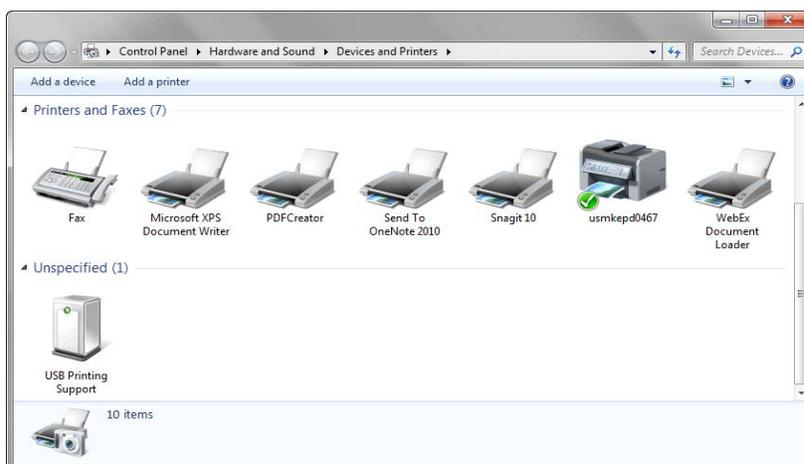 Control Panel Hardware and Sound Devices and Printers Search Devices...
Add a device Add a printer
Printers and Faxes (7)
Fax
Microsoft XPS
Document Writer
PDFCreator
Send To
OneNote 2010
Snagit 10
usmkepd0467
WebEx
Document
Loader
Unspecified (1)
USB Printing
Support
10 items